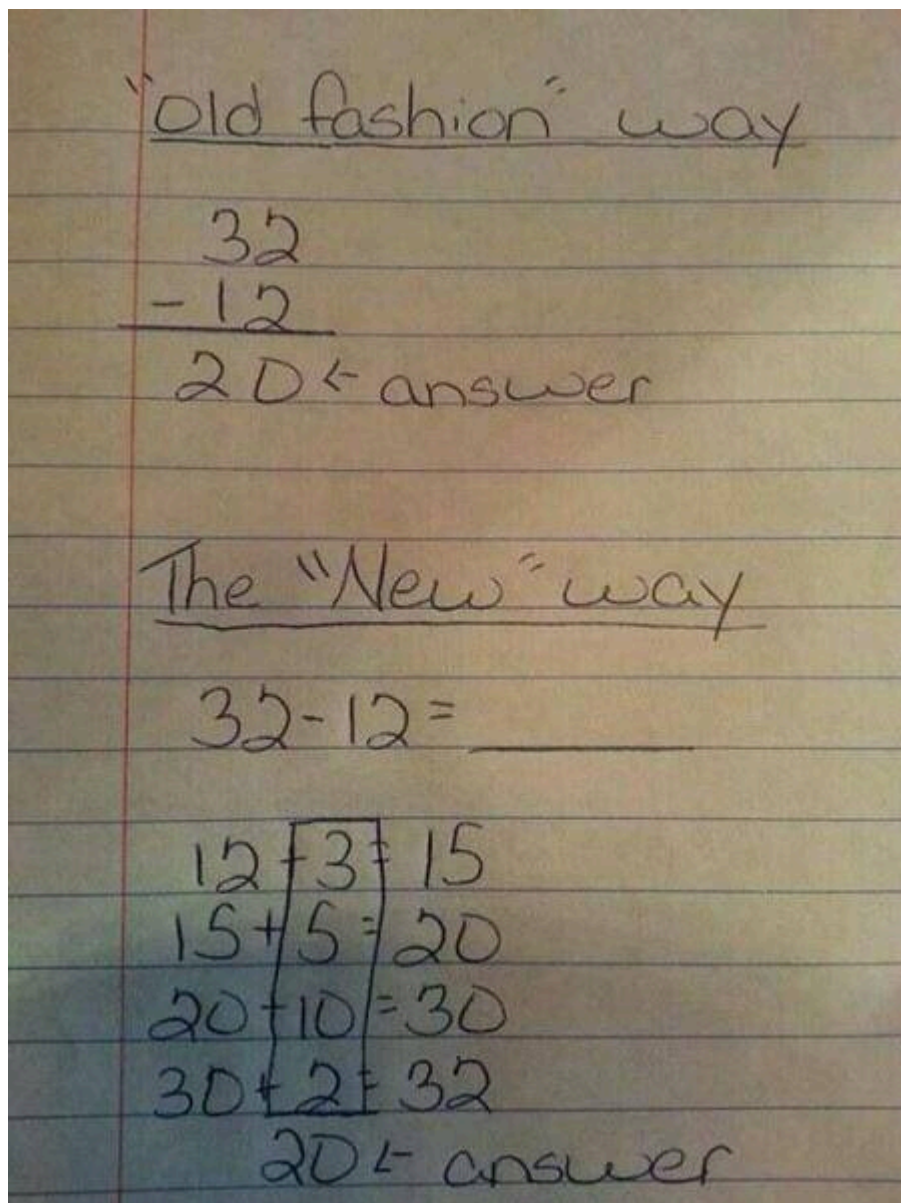 "old fashion" way
32
- 12
20 ← answer
The "New" way
32 - 12 = ______
12 + 3 = 15
15 + 5 = 20
20 + 10 = 30
30 + 2 = 32
20 ← answer